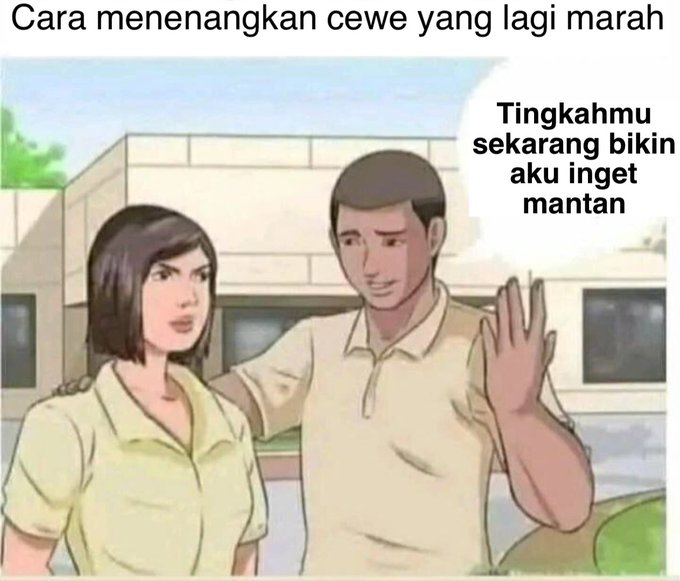 Cara menenangkan cewe yang lagi marah
Tingkahmu
sekarang bikin
aku inget
mantan